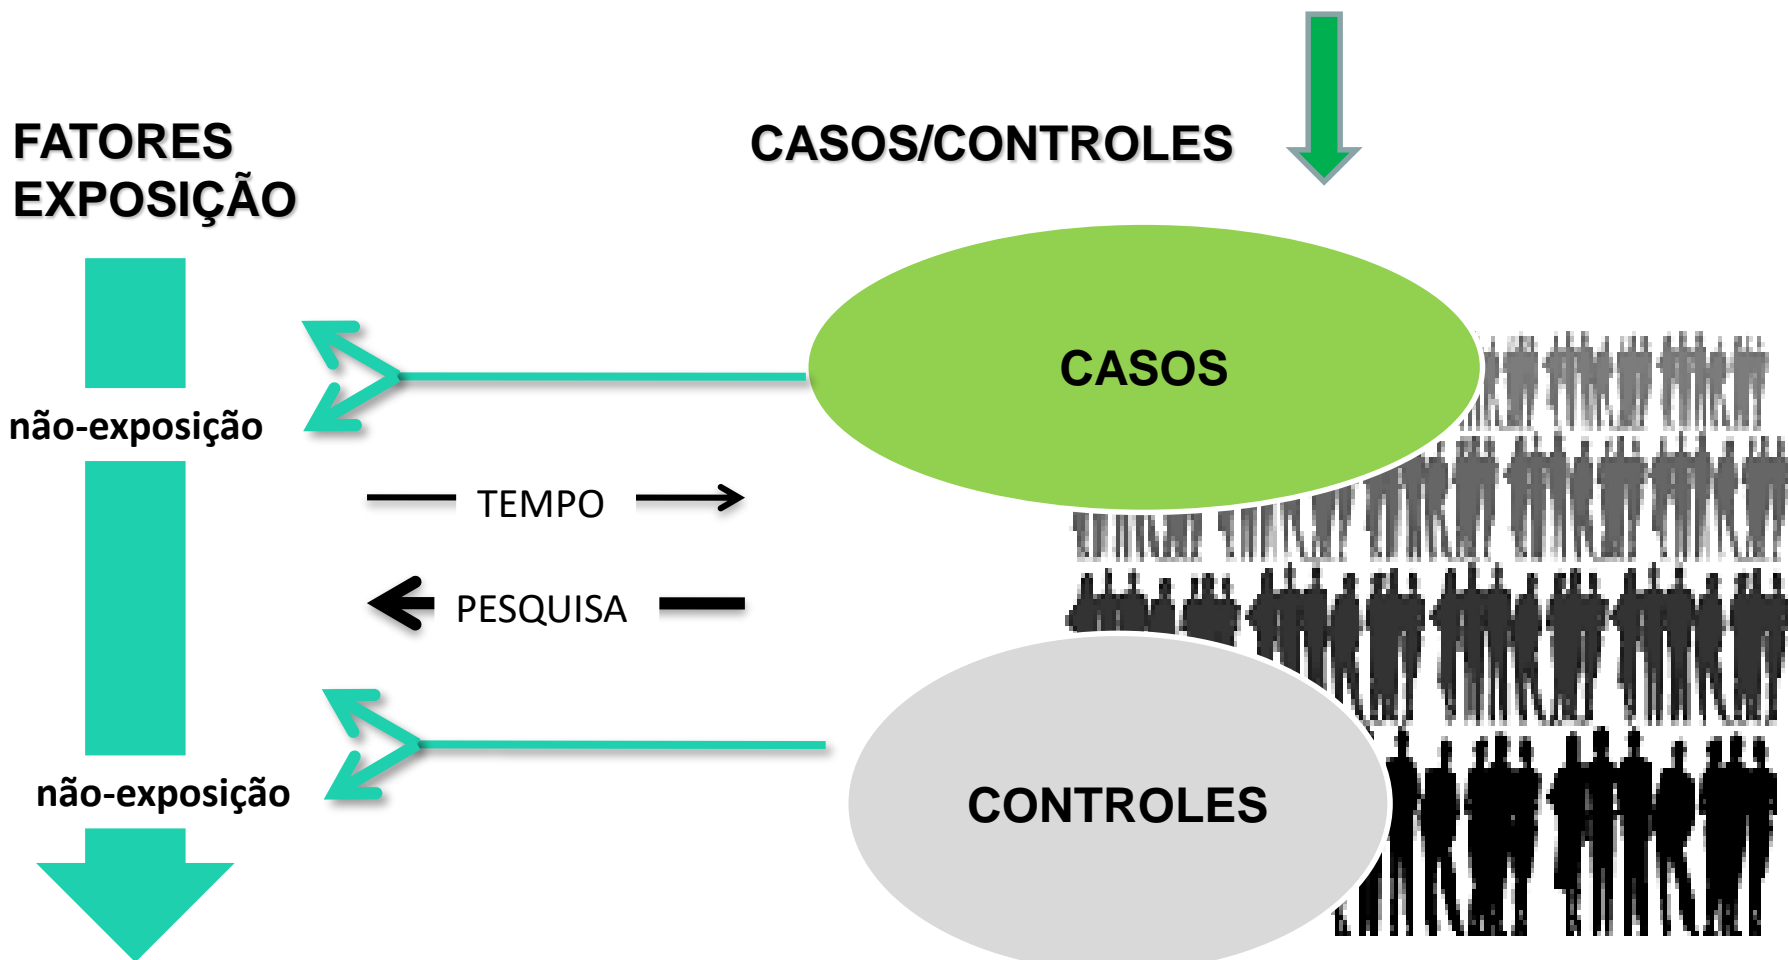 FATORES
EXPOSIÇÃO
CASOS/CONTROLES
CASOS
não-exposição
TEMPO
PESQUISA
não-exposição
CONTROLES